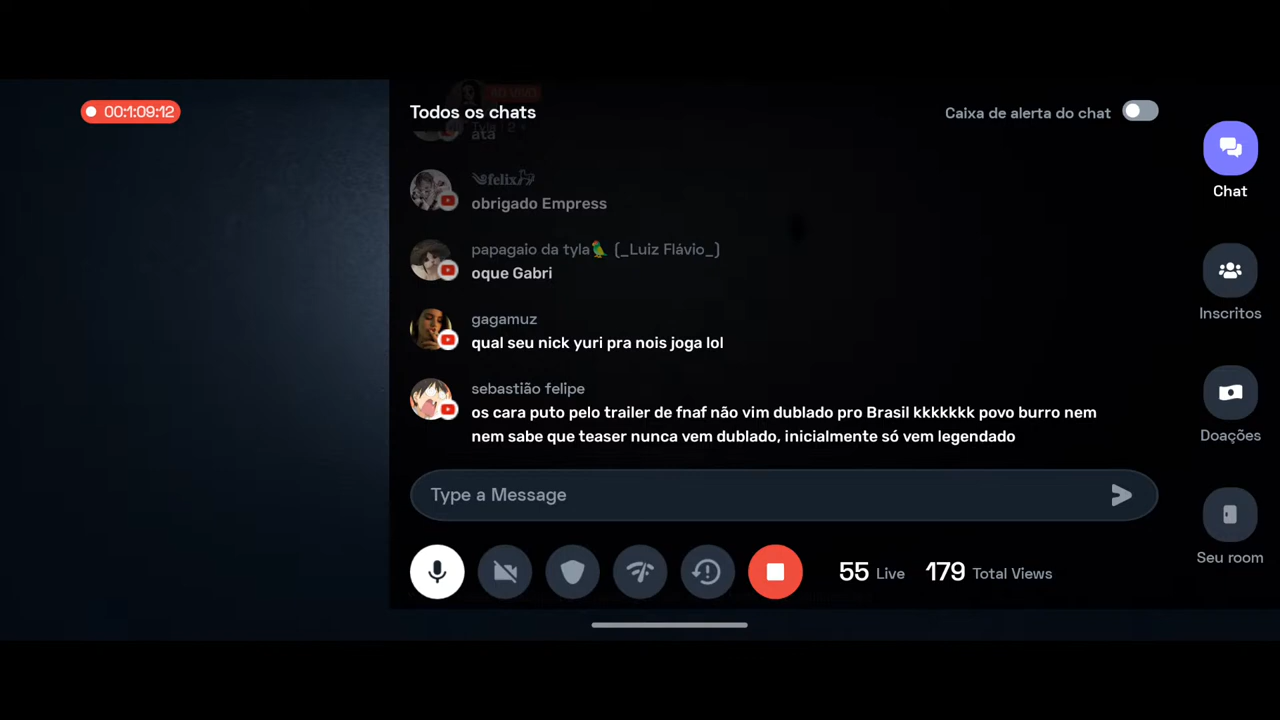 00:1:09:12
Todos os chats
Caixa de alerta do chat
AO VIVO
ata
༄felix
obrigado Empress
papagaio da tyla🦜 (_Luiz Flávio_)
oque Gabri
gagamuz
qual seu nick yuri pra nois joga lol
sebastião felipe
os cara puto pelo trailer de fnaf não vim dublado pro Brasil kkkkkkk povo burro nem
nem sabe que teaser nunca vem dublado, inicialmente só vem legendado
Type a Message
55 Live 179 Total Views
Chat
Inscritos
Doações
Seu room